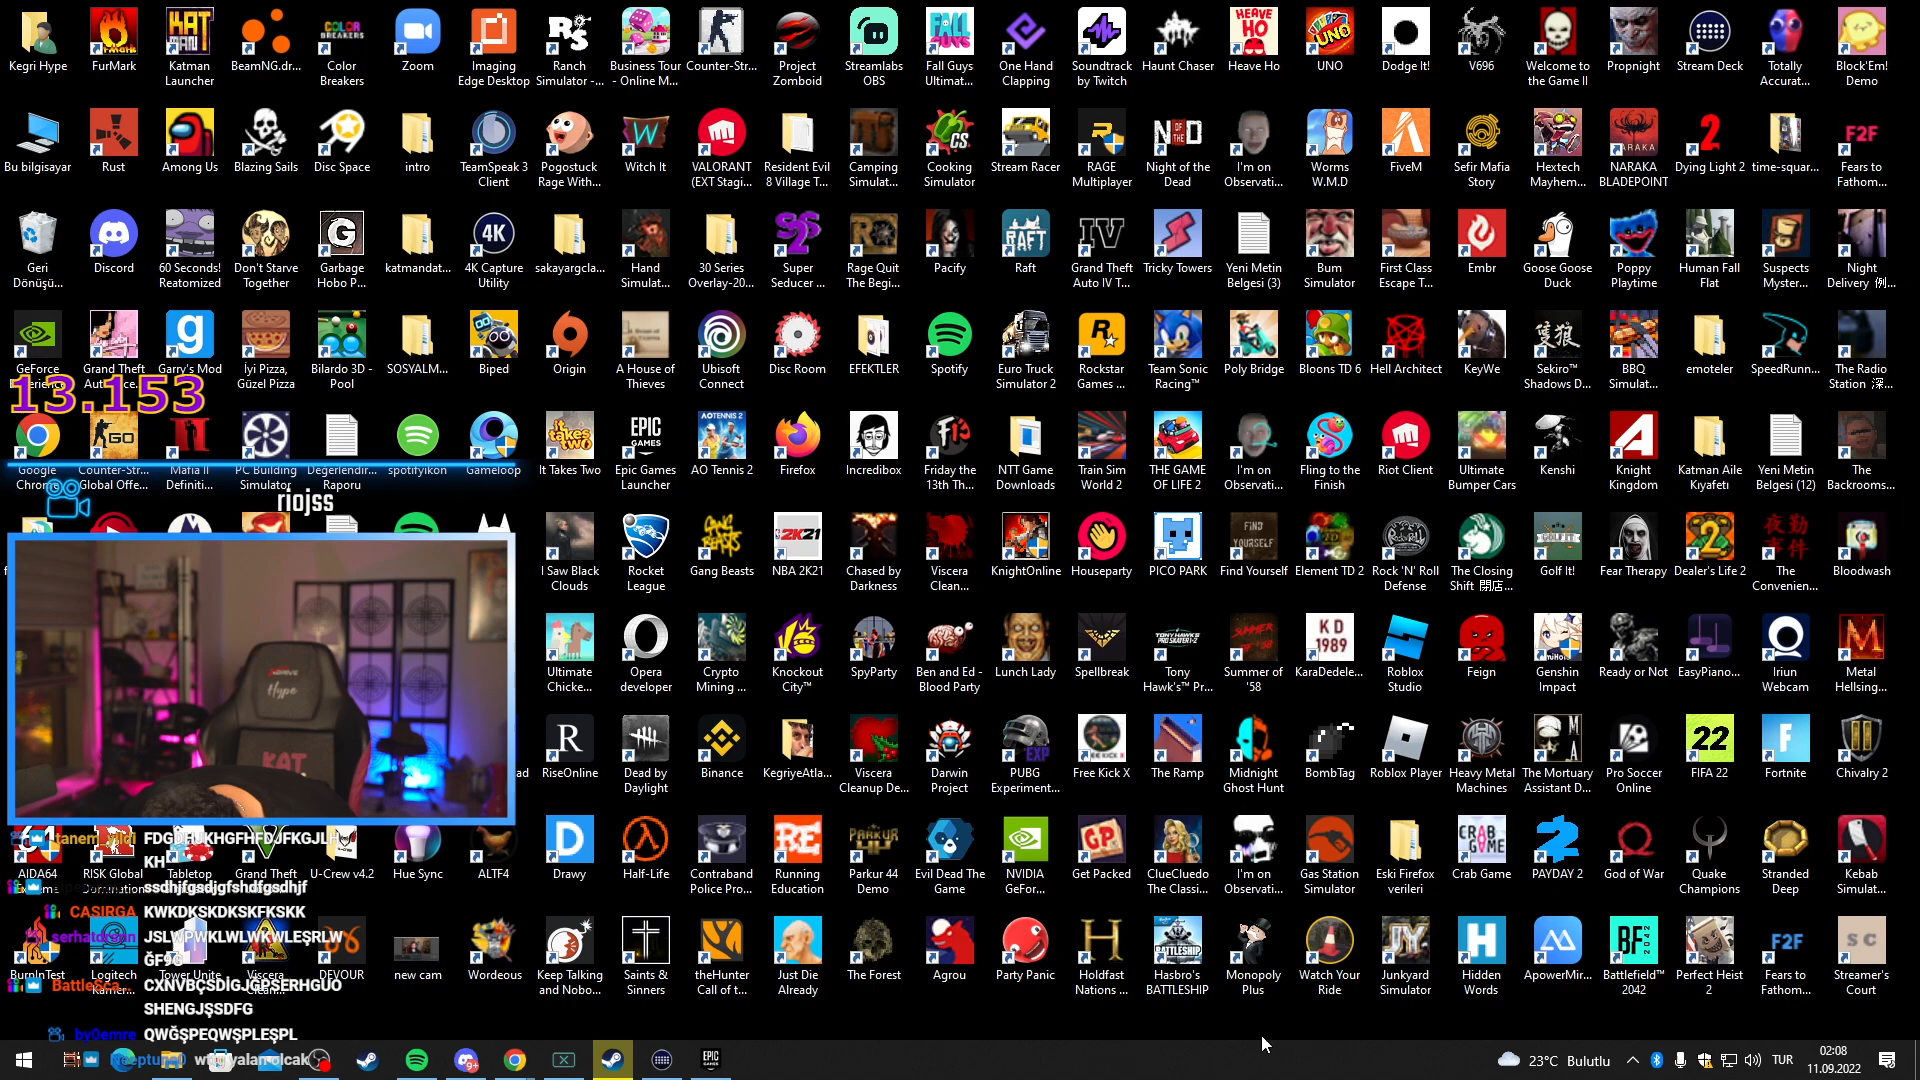 Kegri Hype
FurMark
Katman Launcher
BeamNG.dr...
Color Breakers
Zoom
Imaging Edge Desktop
Ranch Simulator -...
Business Tour - Online M...
Counter-Str...
Project Zomboid
Streamlabs OBS
Fall Guys Ultimat...
One Hand Clapping
Soundtrack by Twitch
Haunt Chaser
Heave Ho
UNO
Dodge It!
V696
Welcome to the Game II
Propnight
Stream Deck
Totally Accurat...
Block'Em! Demo
Bu bilgisayar
Rust
Among Us
Blazing Sails
Disc Space
intro
TeamSpeak 3 Client
Pogostuck Rage With...
Witch It
VALORANT (EXT Stagi...
Resident Evil 8 Village T...
Camping Simulat...
Cooking Simulator
Stream Racer
RAGE Multiplayer
Night of the Dead
I'm on Observati...
Worms W.M.D
FiveM
Sefir Mafia Story
Hextech Mayhem...
NARAKA BLADEPOINT
Dying Light 2
time-squar...
Fears to Fathom...
Geri Dönüşü...
Discord
60 Seconds! Reatomized
Don't Starve Together
Garbage Hobo P...
katmandat...
4K Capture Utility
sakayargcla...
Hand Simulat...
30 Series Overlay-20...
Super Seducer ...
Rage Quit The Begi...
Pacify
Raft
Grand Theft Auto IV T...
Tricky Towers
Yeni Metin Belgesi (3)
Bum Simulator
First Class Escape T...
Embr
Goose Goose Duck
Poppy Playtime
Human Fall Flat
Suspects Myster...
Night Delivery 例...
GeForce
Grand Theft
Garry's Mod
İyi Pizza, Güzel Pizza
Bilardo 3D - Pool
SOSYALM...
Biped
Origin
A House of Thieves
Ubisoft Connect
Disc Room
EFEKTLER
Spotify
Euro Truck Simulator 2
Rockstar Games ...
Team Sonic Racing™
Poly Bridge
Bloons TD 6
Hell Architect
KeyWe
Sekiro™ Shadows D...
BBQ Simulat...
emoteler
SpeedRunn...
The Radio Station 深...
13.153
Google Chrome
Counter-Str... Global Offe...
Mafia II Definiti...
PC Building Simulator
Değerlendir... Raporu
spotifyikon
Gameloop
It Takes Two
Epic Games Launcher
AO Tennis 2
Firefox
Incredibox
Friday the 13th Th...
NTT Game Downloads
Train Sim World 2
THE GAME OF LIFE 2
I'm on Observati...
Fling to the Finish
Riot Client
Ultimate Bumper Cars
Kenshi
Knight Kingdom
Katman Aile Kıyafetı
Yeni Metin Belgesi (12)
The Backrooms...
riojss
I Saw Black Clouds
Rocket League
Gang Beasts
NBA 2K21
Chased by Darkness
Viscera Clean...
KnightOnline
Houseparty
PICO PARK
Find Yourself
Element TD 2
Rock 'N' Roll Defense
The Closing Shift 閉店...
Golf It!
Fear Therapy
Dealer's Life 2
The Convenien...
Bloodwash
Ultimate Chicke...
Opera developer
Crypto Mining ...
Knockout City™
SpyParty
Ben and Ed - Blood Party
Lunch Lady
Spellbreak
Tony Hawk's™ Pr...
Summer of '58
KaraDedele...
Roblox Studio
Feign
Genshin Impact
Ready or Not
EasyPiano...
Iriun Webcam
Metal Hellsing...
RiseOnline
Dead by Daylight
Binance
KegriyeAtla...
Viscera Cleanup De...
Darwin Project
PUBG Experiment...
Free Kick X
The Ramp
Midnight Ghost Hunt
BombTag
Roblox Player
Heavy Metal Machines
The Mortuary Assistant D...
Pro Soccer Online
FIFA 22
Fortnite
Chivalry 2
tanem_yildi FDGDFIJKHGFHFDJFKGJLH
KH
AIDA64
RISK Global Domination
Tabletop
Grand Theft
U-Crew v4.2
Hue Sync
ALTF4
Drawy
Half-Life
Contraband Police Pro...
Running Education
Parkur 44 Demo
Evil Dead The Game
NVIDIA GeFor...
Get Packed
ClueCluedo The Classi...
I'm on Observati...
Gas Station Simulator
Eski Firefox verileri
Crab Game
PAYDAY 2
God of War
Quake Champions
Stranded Deep
Kebab Simulat...
ssdhjfgsdjgfshdfgsdhjf
CASIRGA KWKDKSKDKSKFKSKK
JSLWPWKLWLWKWLEŞRLW
ĞF9G
BurnInTest
Logitech
Tower Unite
Viscera Clean...
DEVOUR
new cam
Wordeous
Keep Talking and Nobo...
Saints & Sinners
theHunter Call of t...
Just Die Already
The Forest
Agrou
Party Panic
Holdfast Nations ...
Hasbro's BATTLESHIP
Monopoly Plus
Watch Your Ride
Junkyard Simulator
Hidden Words
ApowerMir...
Battlefield™ 2042
Perfect Heist 2
Fears to Fathom...
Streamer's Court
BattleSca... CXNVBÇSDİGJGPSERHGUO
SHENGJŞSDFG
by0emre QWĞŞPEQWŞPLEŞPL
23°C Bulutlu
TUR
02:08
11.09.2022